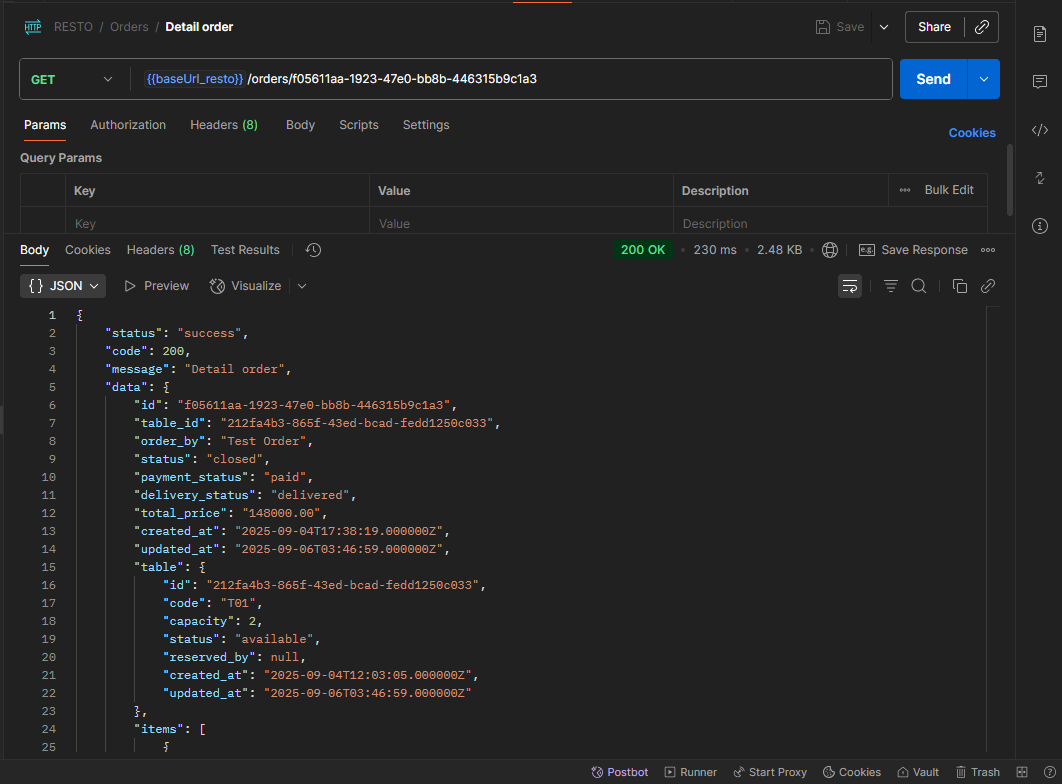 HTTP RESTO / Orders / Detail order Save Share
GET {{baseUrl_resto}} /orders/f05611aa-1923-47e0-bb8b-446315b9c1a3 Send
Params Authorization Headers (8) Body Scripts Settings Cookies
Query Params
Key Value Description ••• Bulk Edit
Key Value Description
Body Cookies Headers (8) Test Results 200 OK • 230 ms • 2.48 KB • e.g. Save Response •••
{} JSON Preview Visualize
1 {
2 "status": "success",
3 "code": 200,
4 "message": "Detail order",
5 "data": {
6 "id": "f05611aa-1923-47e0-bb8b-446315b9c1a3",
7 "table_id": "212fa4b3-865f-43ed-bcad-fedd1250c033",
8 "order_by": "Test Order",
9 "status": "closed",
10 "payment_status": "paid",
11 "delivery_status": "delivered",
12 "total_price": "148000.00",
13 "created_at": "2025-09-04T17:38:19.000000Z",
14 "updated_at": "2025-09-06T03:46:59.000000Z",
15 "table": {
16 "id": "212fa4b3-865f-43ed-bcad-fedd1250c033",
17 "code": "T01",
18 "capacity": 2,
19 "status": "available",
20 "reserved_by": null,
21 "created_at": "2025-09-04T12:03:05.000000Z",
22 "updated_at": "2025-09-06T03:46:59.000000Z"
23 },
24 "items": [
25 {
Postbot Runner Start Proxy Cookies Vault Trash